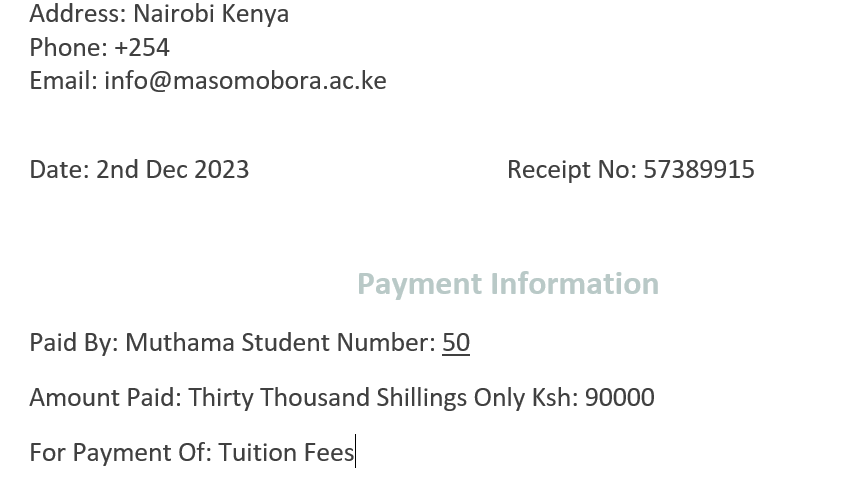 Address: Nairobi Kenya
Phone: +254
Email: info@masomobora.ac.ke
Date: 2nd Dec 2023 Receipt No: 57389915
Payment Information
Paid By: Muthama Student Number: 50
Amount Paid: Thirty Thousand Shillings Only Ksh: 90000
For Payment Of: Tuition Fees